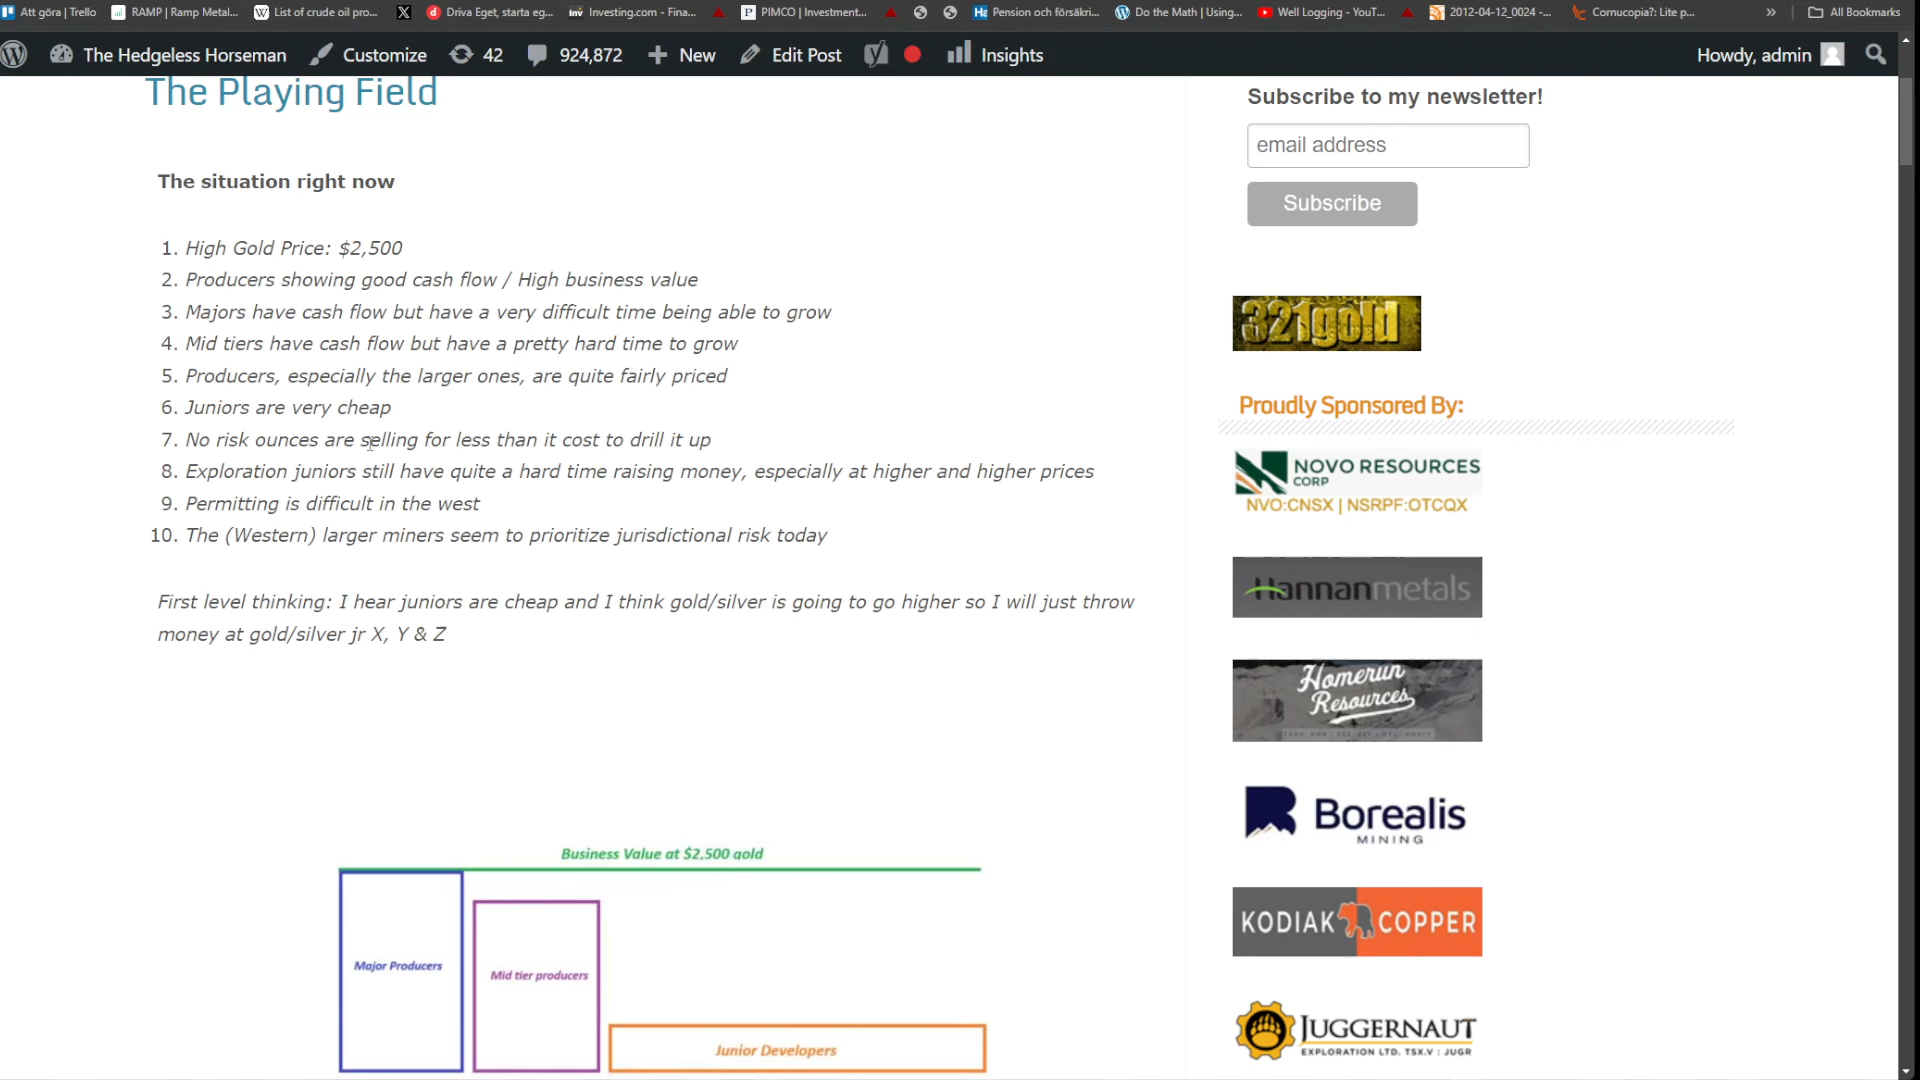 Att göra | Trello
RAMP | Ramp Metal...
List of crude oil pro...
Driva Eget, starta eg...
Investing.com - Fina...
PIMCO | Investment...
Pension och försäkri...
Do the Math | Using...
Well Logging - YouT...
2012-04-12_0024 -...
Cornucopia?: Lite p...
»
All Bookmarks
The Hedgeless Horseman
Customize
42
924,872
New
Edit Post
Insights
Howdy, admin
The Playing Field
The situation right now
1. High Gold Price: $2,500
2. Producers showing good cash flow / High business value
3. Majors have cash flow but have a very difficult time being able to grow
4. Mid tiers have cash flow but have a pretty hard time to grow
5. Producers, especially the larger ones, are quite fairly priced
6. Juniors are very cheap
7. No risk ounces are selling for less than it cost to drill it up
8. Exploration juniors still have quite a hard time raising money, especially at higher and higher prices
9. Permitting is difficult in the west
10. The (Western) larger miners seem to prioritize jurisdictional risk today
First level thinking: I hear juniors are cheap and I think gold/silver is going to go higher so I will just throw
money at gold/silver jr X, Y & Z
Business Value at $2,500 gold
Major Producers
Mid tier producers
Junior Developers
Subscribe to my newsletter!
email address
Subscribe
321gold
Proudly Sponsored By:
NOVO RESOURCES
CORP
NVO:CNSX | NSRPF:OTCQX
Hannanmetals
Homerun
Resources
Borealis
MINING
KODIAK COPPER
JUGGERNAUT
EXPLORATION LTD. TSX.V : JUGR